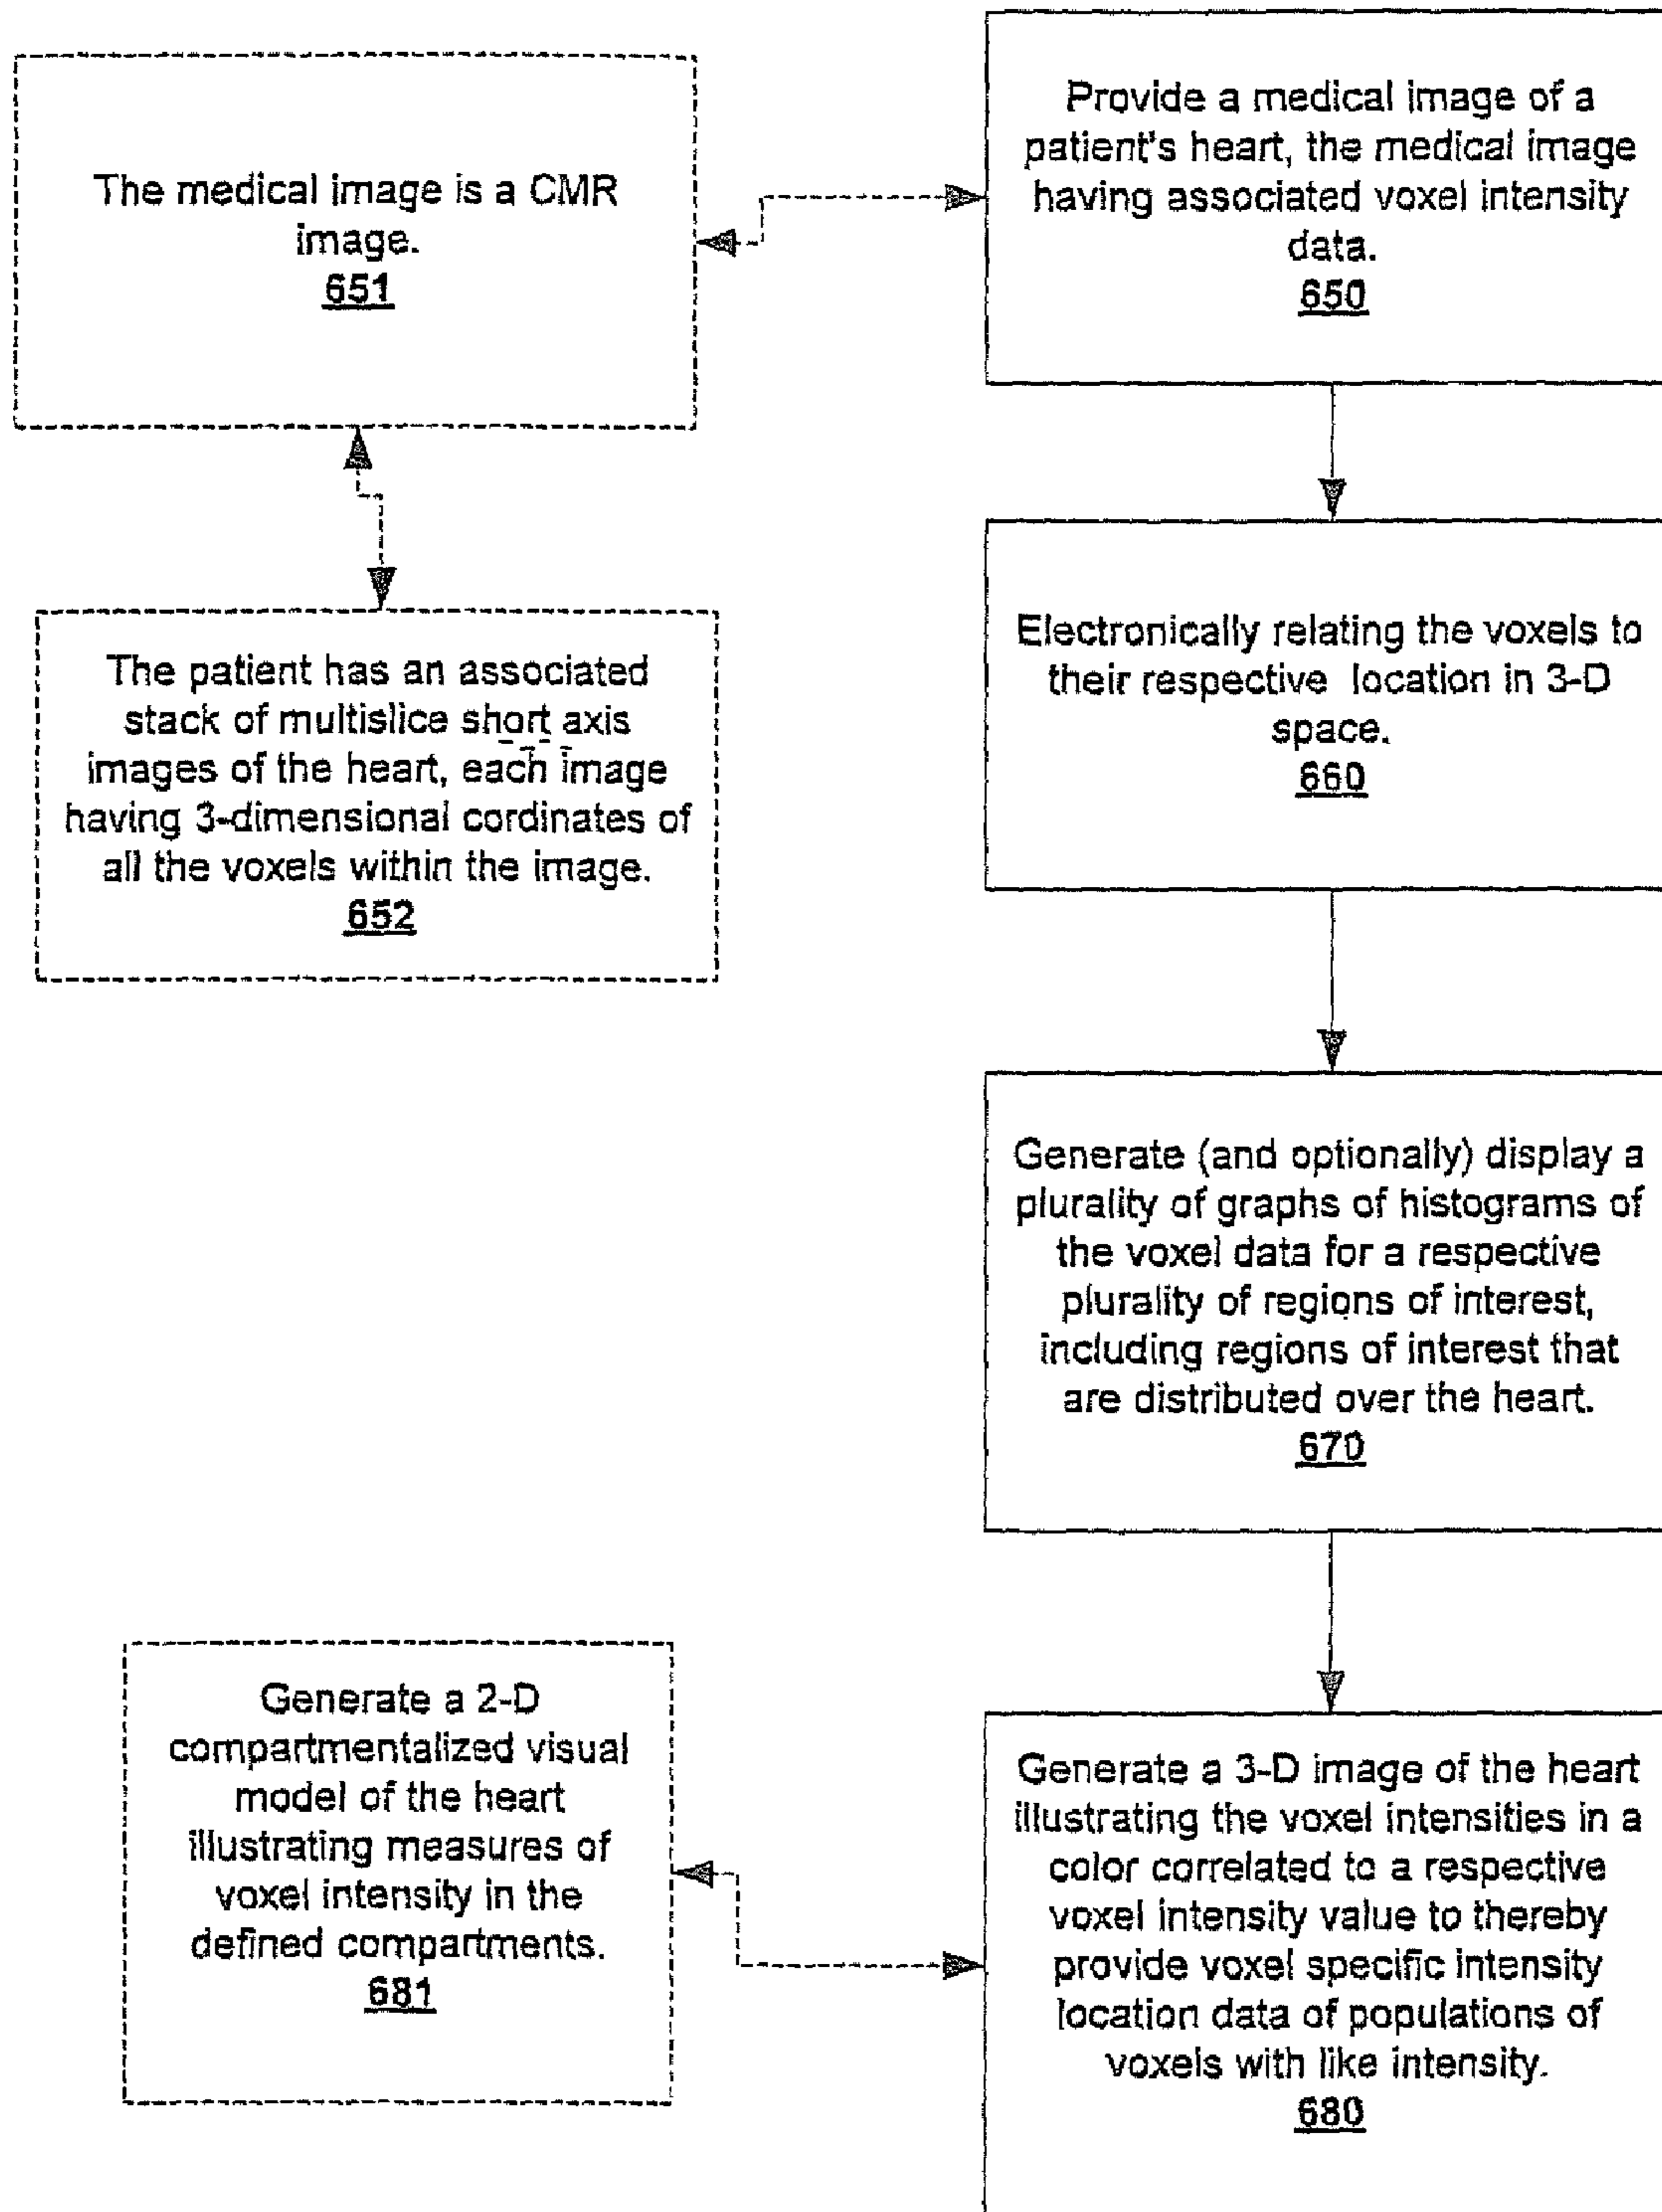 The medical image is a CMR
image.
651
Provide a medical image of a
patient's heart, the medical image
having associated voxel intensity
data.
650
The patient has an associated
stack of multislice short axis
images of the heart, each image
having 3-dimensional cordinates of
all the voxels within the image.
652
Electronically relating the voxels to
their respective location in 3-D
space.
660
Generate (and optionally) display a
plurality of graphs of histograms of
the voxel data for a respective
plurality of regions of interest,
including regions of interest that
are distributed over the heart.
670
Generate a 2-D
compartmentalized visual
model of the heart
illustrating measures of
voxel intensity in the
defined compartments.
681
Generate a 3-D image of the heart
illustrating the voxel intensities in a
color correlated to a respective
voxel intensity value to thereby
provide voxel specific intensity
location data of populations of
voxels with like intensity.
680